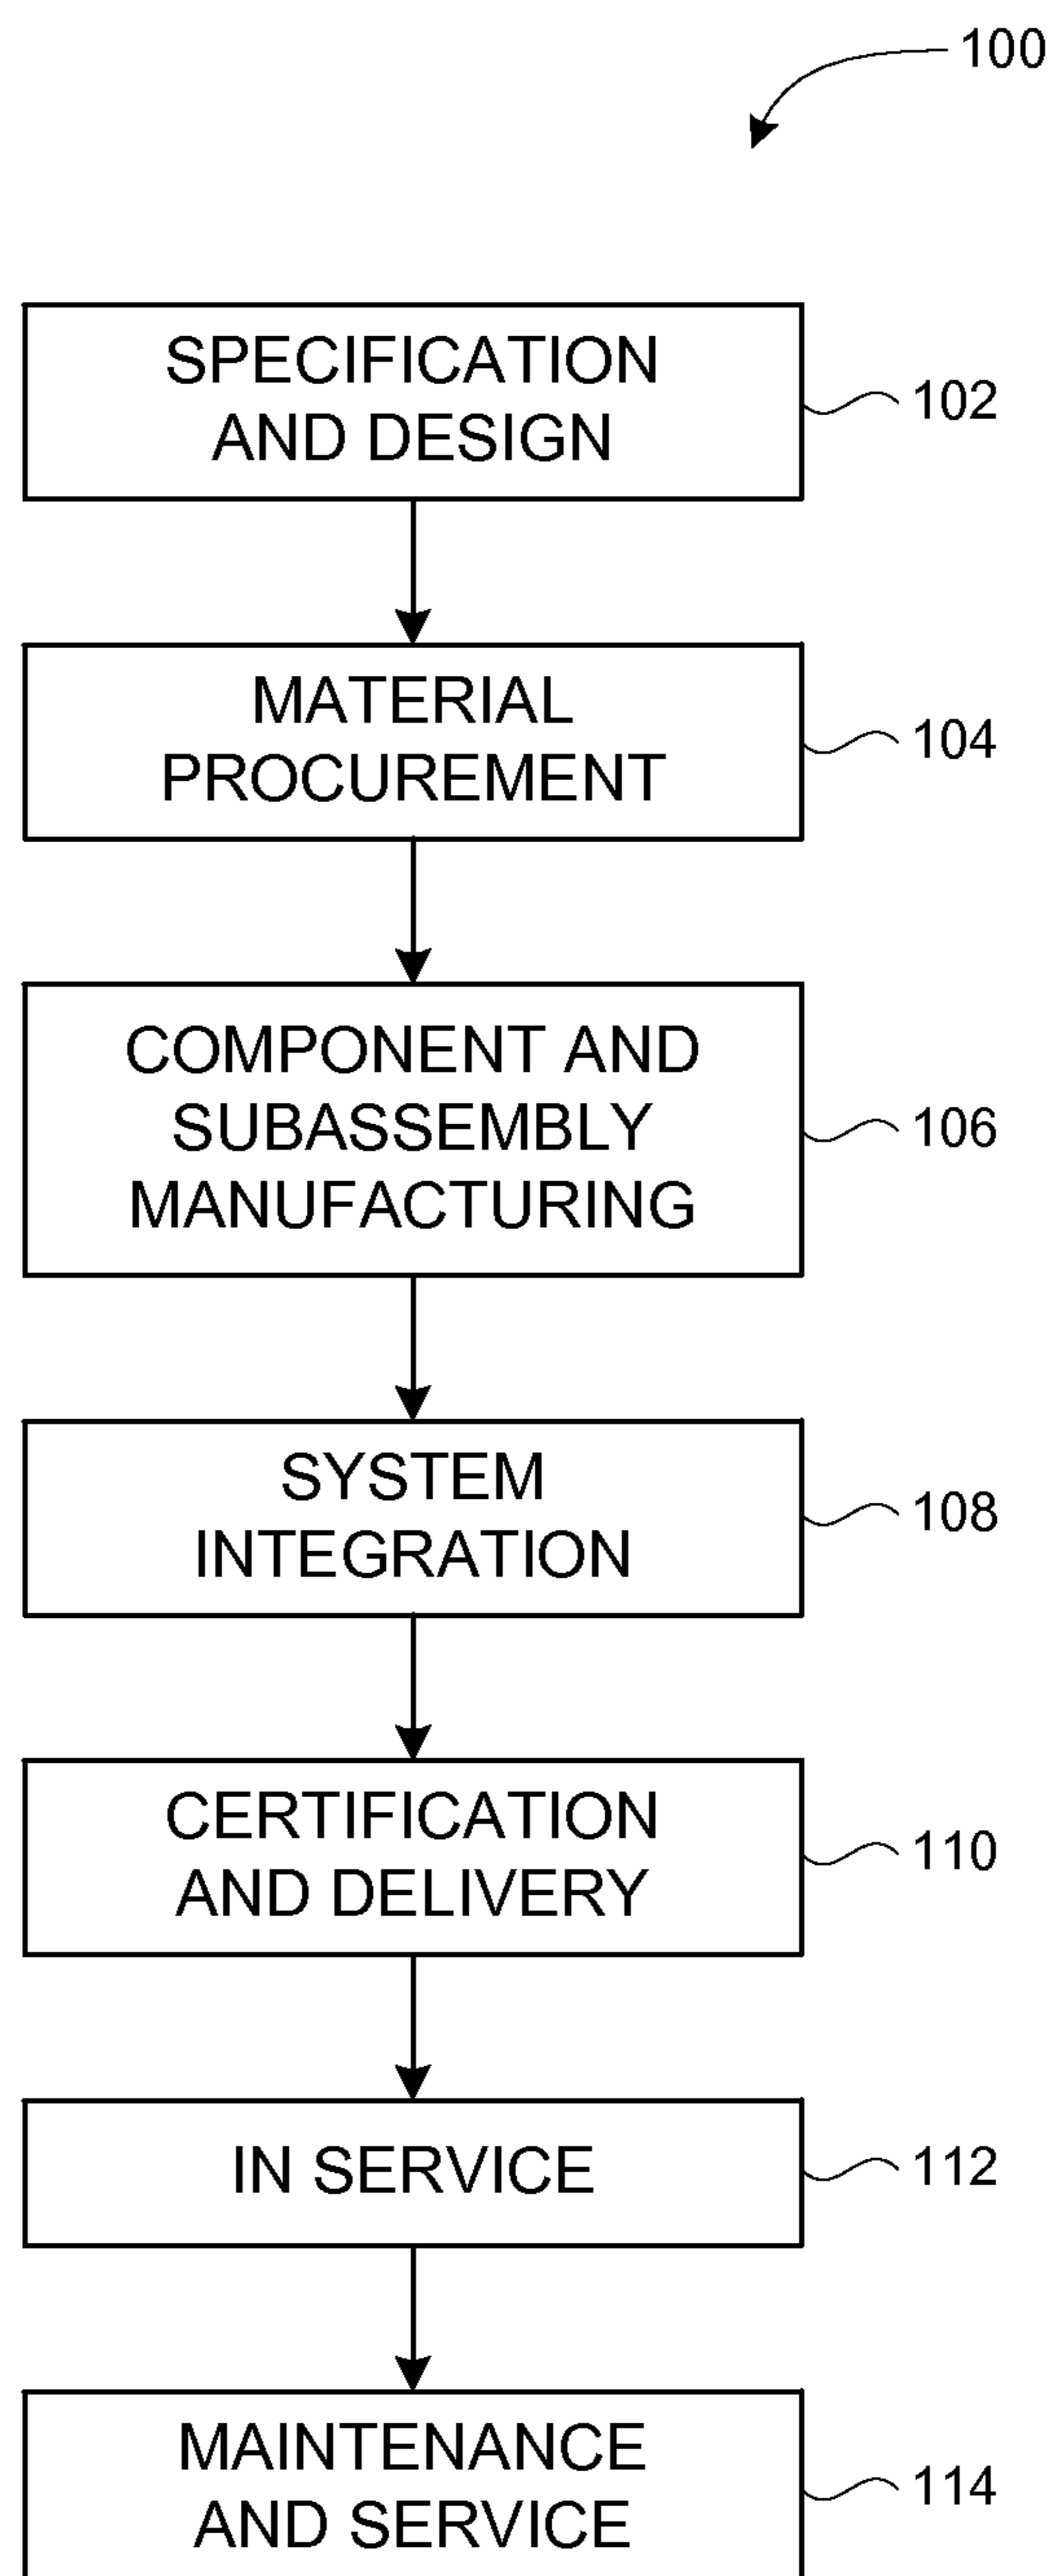 100
SPECIFICATION
AND DESIGN
102
MATERIAL
PROCUREMENT
104
COMPONENT AND
SUBASSEMBLY
MANUFACTURING
106
SYSTEM
INTEGRATION
108
CERTIFICATION
AND DELIVERY
110
IN SERVICE
112
MAINTENANCE
AND SERVICE
114